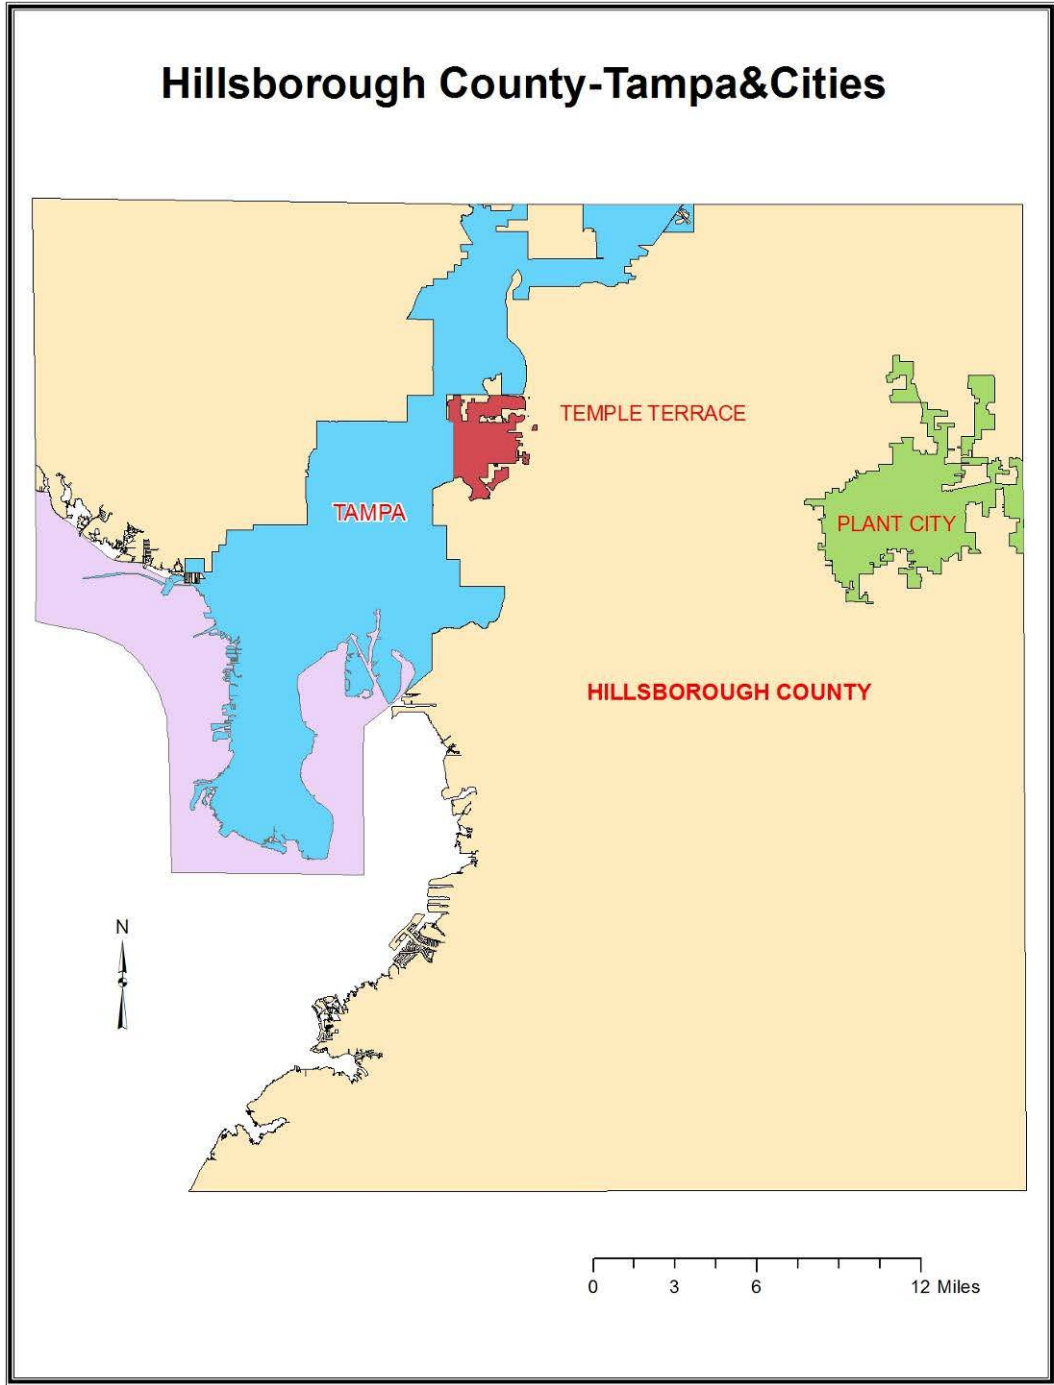 Hillsborough County-Tampa&Cities
TEMPLE TERRACE
TAMPA
PLANT CITY
HILLSBOROUGH COUNTY
N
0 3 6 12 Miles